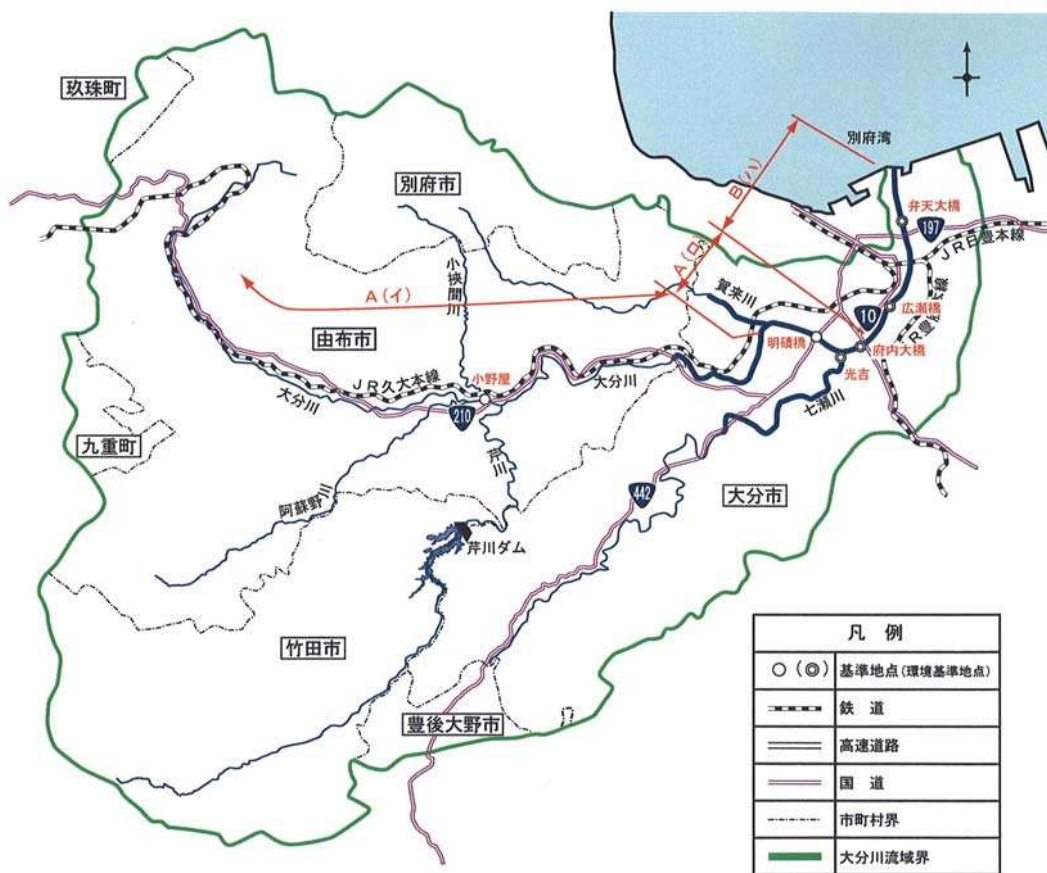 玖珠町
別府湾
別府市
B(ハ)
弁天大橋
197
JR日豊本線
小挾間川
A(ロ)
賀来川
A(イ)
10
広瀬橋
由布市
明磧橋
府内大橋
JR久大本線
小野屋
大分川
光吉
大分川
210
七瀬川
九重町
芹川
442
大分市
阿蘇野川
芹川ダム
竹田市
豊後大野市
凡 例
○(◎) 基準地点(環境基準地点)
鉄 道
高速道路
国 道
市町村界
大分川流域界